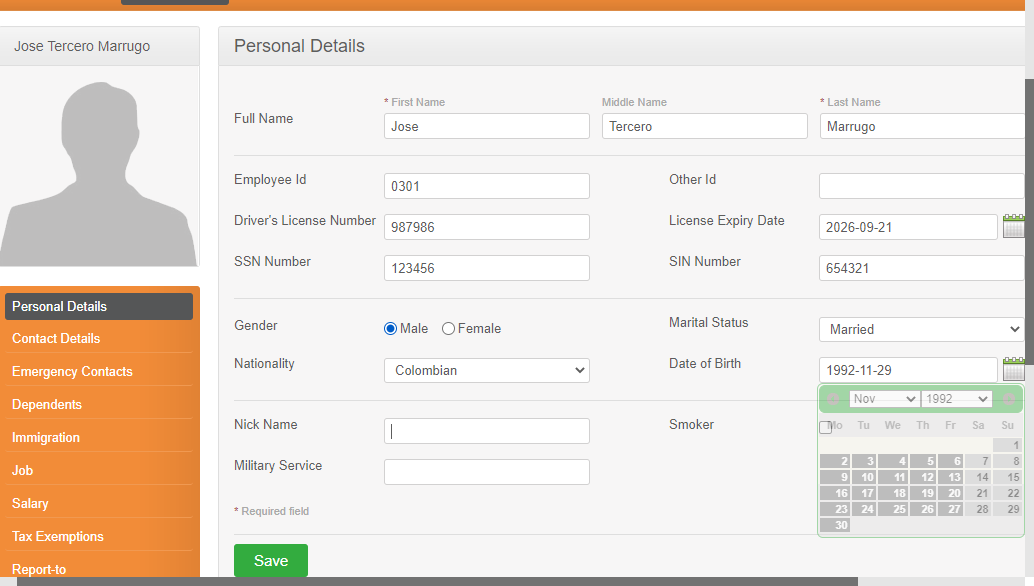 Jose Tercero Marrugo
Personal Details
Full Name
* First Name
Jose
Middle Name
Tercero
* Last Name
Marrugo
Employee Id
0301
Other Id
Driver's License Number
987986
License Expiry Date
2026-09-21
SSN Number
123456
SIN Number
654321
Gender
Male
Female
Marital Status
Married
Nationality
Colombian
Date of Birth
1992-11-29
Nov 1992
Mo Tu We Th Fr Sa Su
1
2 3 4 5 6 7 8
9 10 11 12 13 14 15
16 17 18 19 20 21 22
23 24 25 26 27 28 29
30
Nick Name
Smoker
Military Service
* Required field
Save
Personal Details
Contact Details
Emergency Contacts
Dependents
Immigration
Job
Salary
Tax Exemptions
Report-to